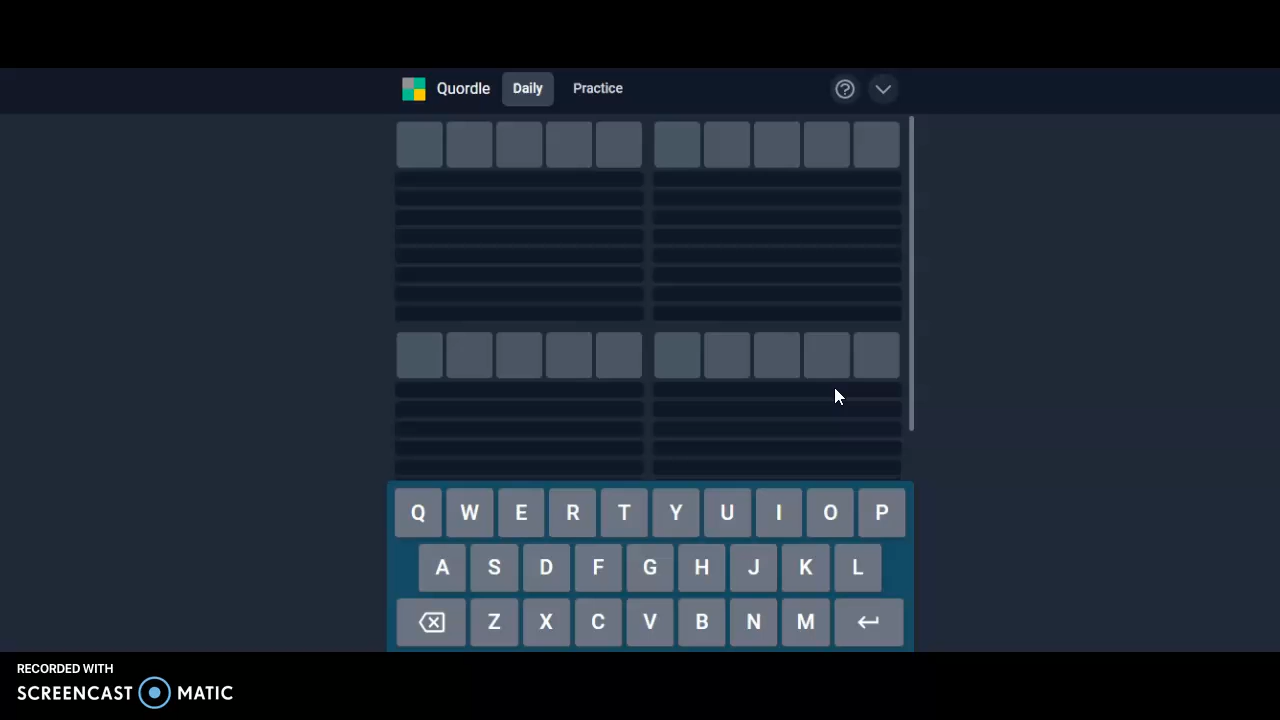 Quordle Daily Practice
Q W E R T Y U I O P
A S D F G H J K L
Z X C V B N M
RECORDED WITH
SCREENCAST MATIC